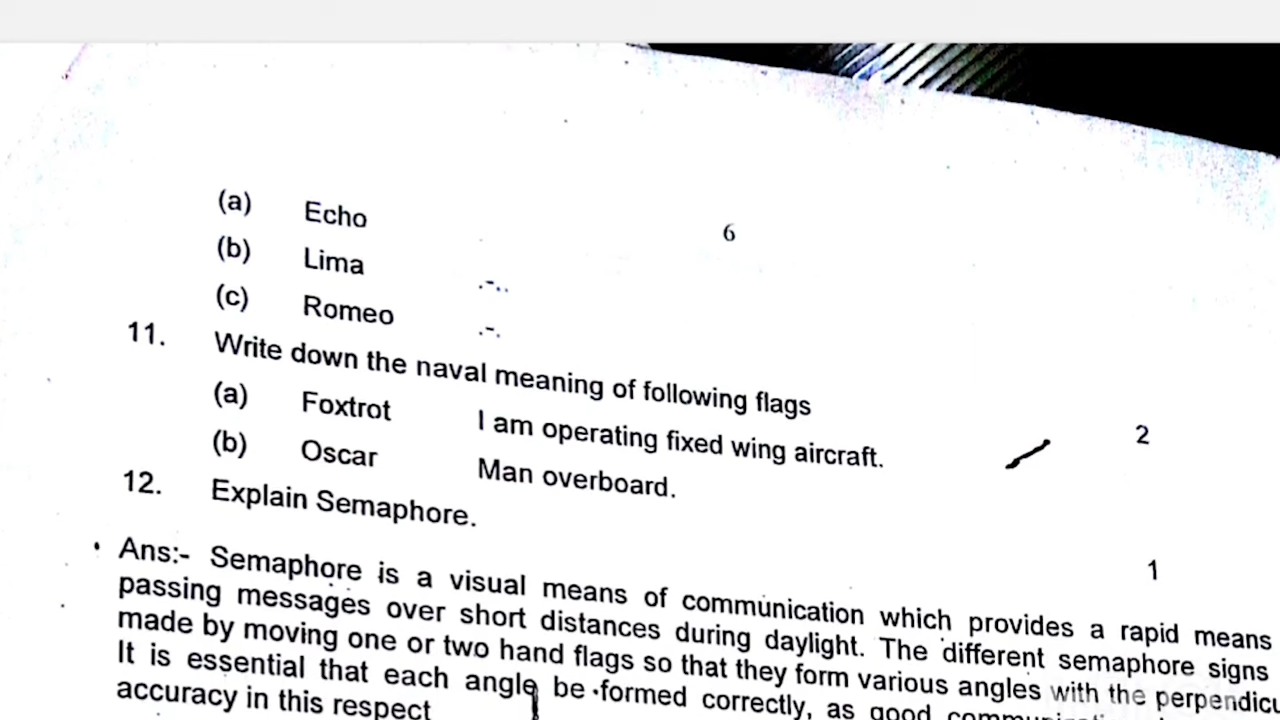 6
(a) Echo
(b) Lima .-..
(c) Romeo .-.
11. Write down the naval meaning of following flags 2
(a) Foxtrot I am operating fixed wing aircraft.
(b) Oscar Man overboard.
12. Explain Semaphore. 1
Ans:- Semaphore is a visual means of communication which provides a rapid means
passing messages over short distances during daylight. The different semaphore signs
made by moving one or two hand flags so that they form various angles with the
It is essential that each angle be formed correctly, as good
accuracy in this respect